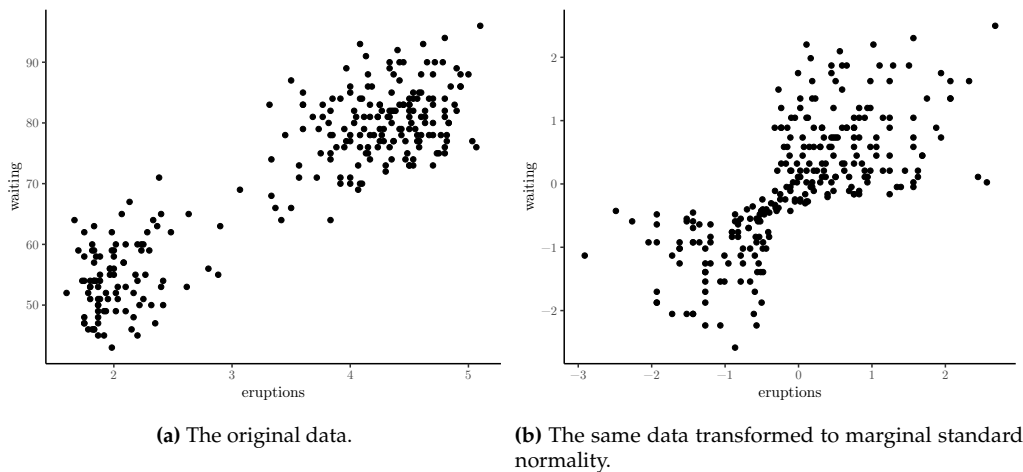 90
80
70
60
50
waiting
2
3
4
5
eruptions
2
1
0
−1
−2
waiting
−3
−2
−1
0
1
2
eruptions
(a) The original data.
(b) The same data transformed to marginal standard
normality.